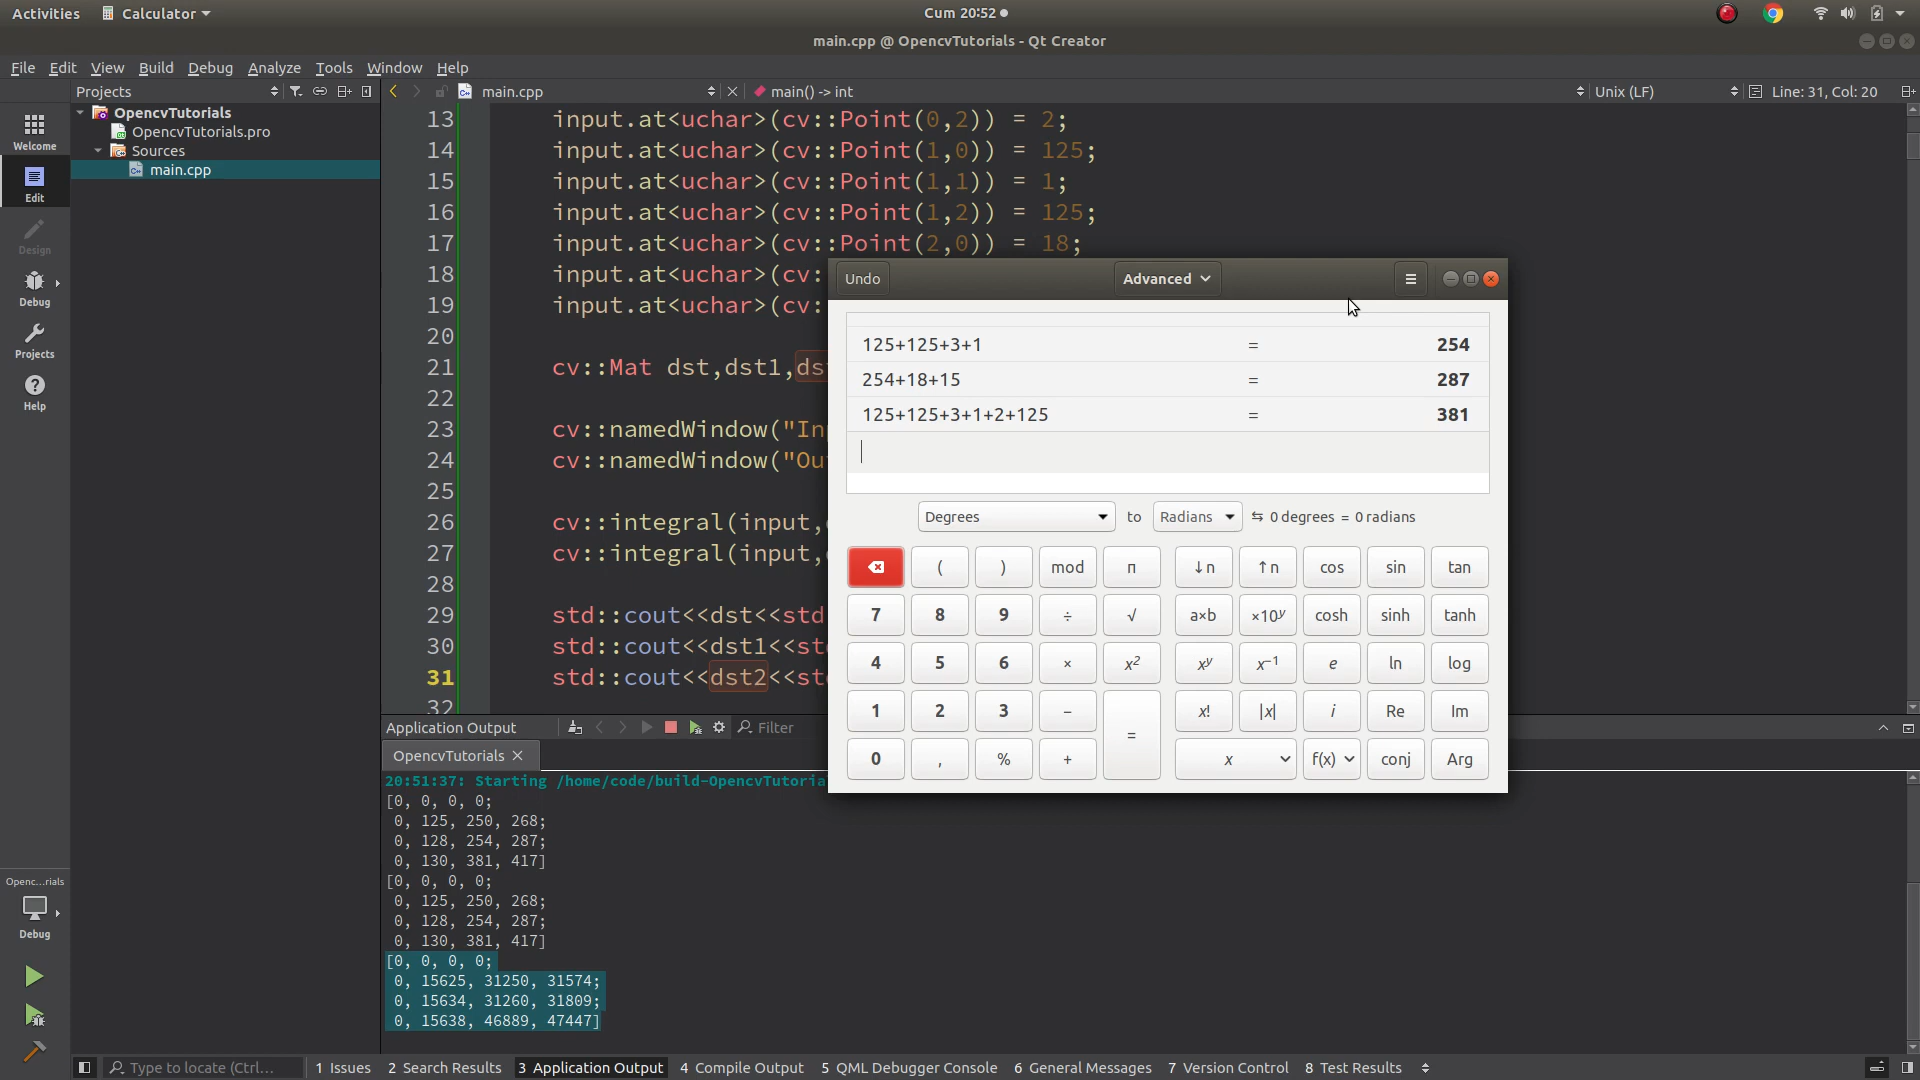 Activities Calculator Cum 20:52
main.cpp @ OpencvTutorials - Qt Creator
File Edit View Build Debug Analyze Tools Window Help
Projects main.cpp main() -> int Unix (LF) Line: 31, Col: 20
OpencvTutorials
OpencvTutorials.pro
Sources
main.cpp
Welcome
Edit
Design
Debug
Projects
Help
13 input.at<uchar>(cv::Point(0,2)) = 2;
14 input.at<uchar>(cv::Point(1,0)) = 125;
15 input.at<uchar>(cv::Point(1,1)) = 1;
16 input.at<uchar>(cv::Point(1,2)) = 125;
17 input.at<uchar>(cv::Point(2,0)) = 18;
18 input.at<uchar>(cv:
19 input.at<uchar>(cv:
20
21 cv::Mat dst,dst1,ds
22
23 cv::namedWindow("In
24 cv::namedWindow("Ou
25
26 cv::integral(input,
27 cv::integral(input,
28
29 std::cout<<dst<<std
30 std::cout<<dst1<<st
31 std::cout<<dst2<<st
32
Undo Advanced
125+125+3+1 = 254
254+18+15 = 287
125+125+3+1+2+125 = 381
Degrees to Radians ⇆ 0 degrees = 0 radians
( ) mod π ↓n ↑n cos sin tan
7 8 9 ÷ √ a×b ×10ʸ cosh sinh tanh
4 5 6 × x² xʸ x⁻¹ e ln log
1 2 3 − = x! |x| i Re Im
0 , % + x f(x) conj Arg
Application Output Filter
OpencvTutorials
20:51:37: Starting /home/code/build-OpencvTutoria
[0, 0, 0, 0;
0, 125, 250, 268;
0, 128, 254, 287;
0, 130, 381, 417]
[0, 0, 0, 0;
0, 125, 250, 268;
0, 128, 254, 287;
0, 130, 381, 417]
[0, 0, 0, 0;
0, 15625, 31250, 31574;
0, 15634, 31260, 31809;
0, 15638, 46889, 47447]
Openc...rials
Debug
Type to locate (Ctrl... 1 Issues 2 Search Results 3 Application Output 4 Compile Output 5 QML Debugger Console 6 General Messages 7 Version Control 8 Test Results